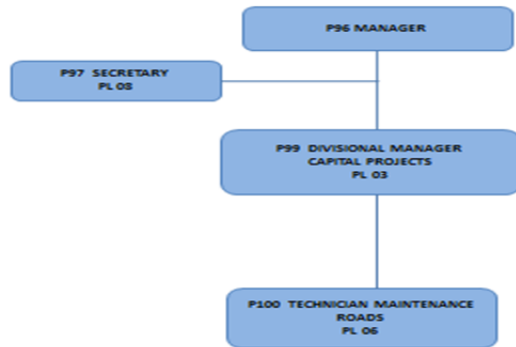 P96 MANAGER
P97 SECRETARY
PL 08
P99 DIVISIONAL MANAGER
CAPITAL PROJECTS
PL 03
P100 TECHNICIAN MAINTENANCE
ROADS
PL 06